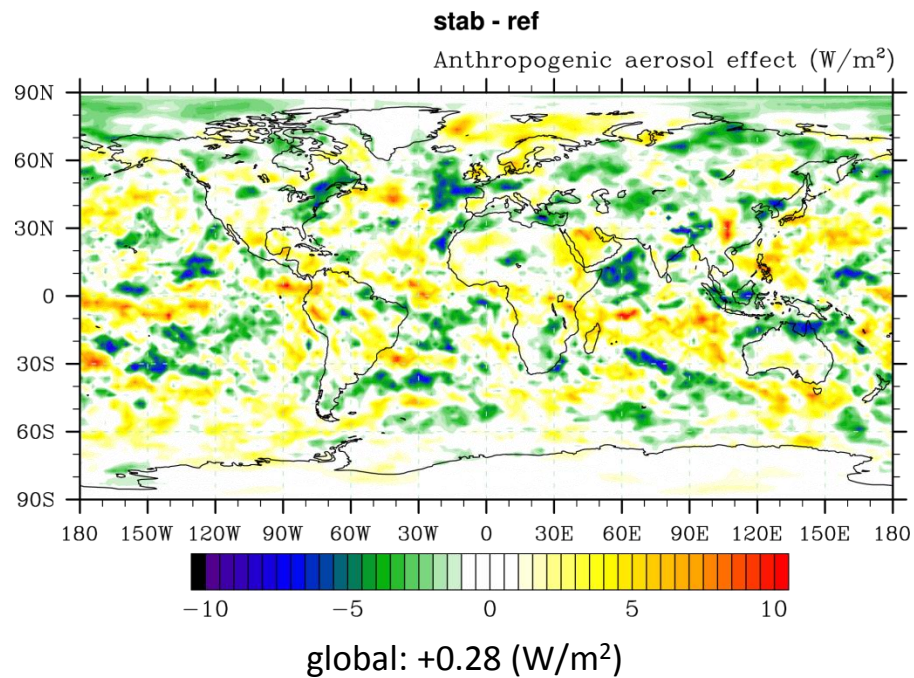 stab - ref
Anthropogenic aerosol effect (W/m²)
90N
60N
30N
0
30S
60S
90S
180 150W 120W 90W 60W 30W 0 30E 60E 90E 120E 150E 180
−10 −5 0 5 10
global: +0.28 (W/m²)